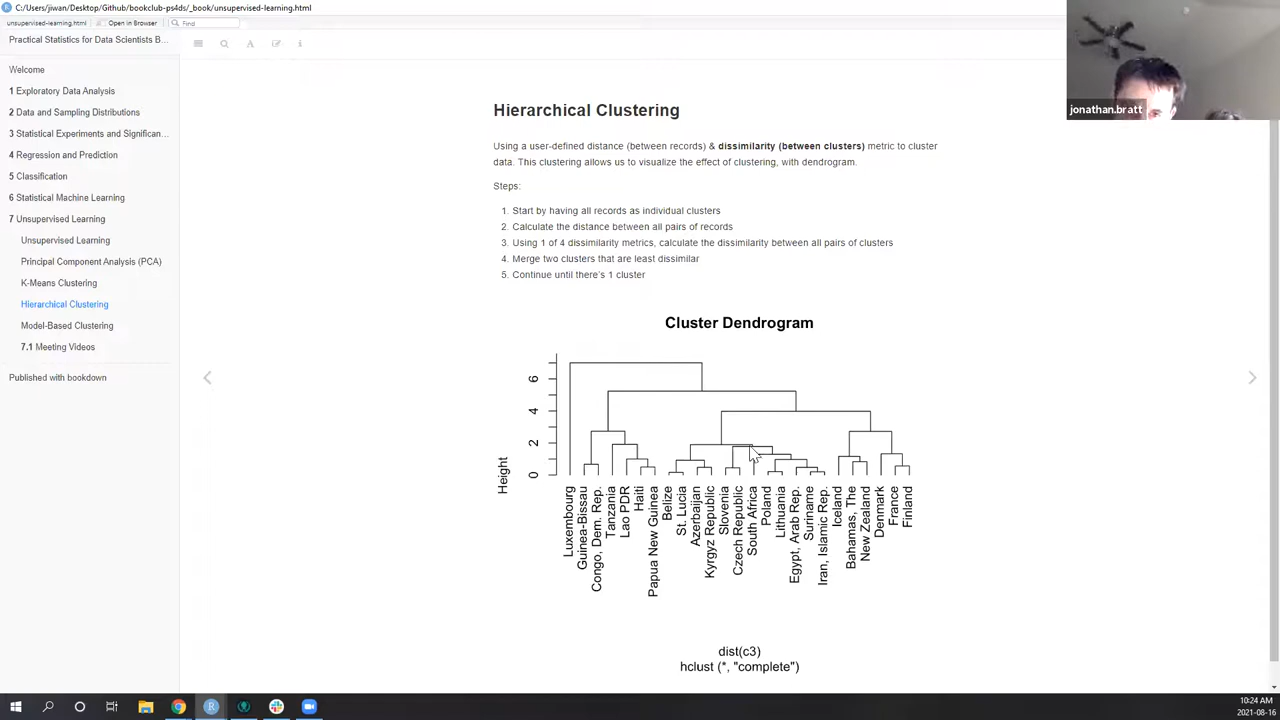 C:/Users/jiwan/Desktop/Github/bookclub-ps4ds/_book/unsupervised-learning.html
unsupervised-learning.html
Open in Browser
Find
Practical Statistics for Data Scientists B...
Welcome
1 Exploratory Data Analysis
2 Data and Sampling Distributions
3 Statistical Experiments and Significan...
4 Regression and Prediction
5 Classification
6 Statistical Machine Learning
7 Unsupervised Learning
Unsupervised Learning
Principal Component Analysis (PCA)
K-Means Clustering
Hierarchical Clustering
Model-Based Clustering
7.1 Meeting Videos
Published with bookdown
A
i
jonathan.bratt
Hierarchical Clustering
Using a user-defined distance (between records) & dissimilarity (between clusters) metric to cluster
data. This clustering allows us to visualize the effect of clustering, with dendrogram.
Steps:
1. Start by having all records as individual clusters
2. Calculate the distance between all pairs of records
3. Using 1 of 4 dissimilarity metrics, calculate the dissimilarity between all pairs of clusters
4. Merge two clusters that are least dissimilar
5. Continue until there's 1 cluster
Cluster Dendrogram
Height
6
4
2
0
Luxembourg
Guinea-Bissau
Congo, Dem. Rep.
Tanzania
Lao PDR
Haiti
Papua New Guinea
Belize
St. Lucia
Azerbaijan
Kyrgyz Republic
Slovenia
Czech Republic
South Africa
Poland
Lithuania
Egypt, Arab Rep.
Suriname
Iran, Islamic Rep.
Iceland
Bahamas, The
New Zealand
Denmark
France
Finland
dist(c3)
hclust (*, "complete")
10:24 AM
2021-08-16